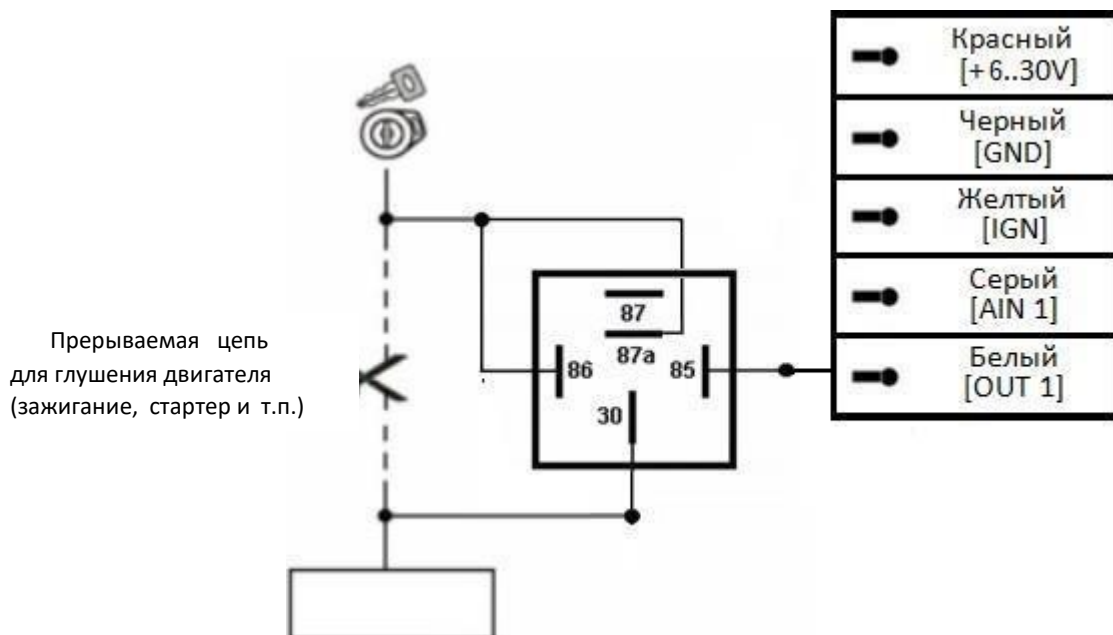 Красный
[+6..30V]
Черный
[GND]
Желтый
[IGN]
Серый
[AIN 1]
Белый
[OUT 1]
87
87a
86
85
30
Прерываемая цепь
для глушения двигателя
(зажигание, стартер и т.п.)